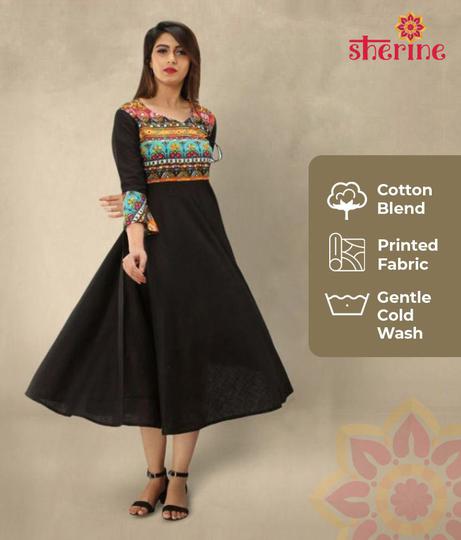 sherine
Cotton
Blend
Printed
Fabric
Gentle
Cold
Wash